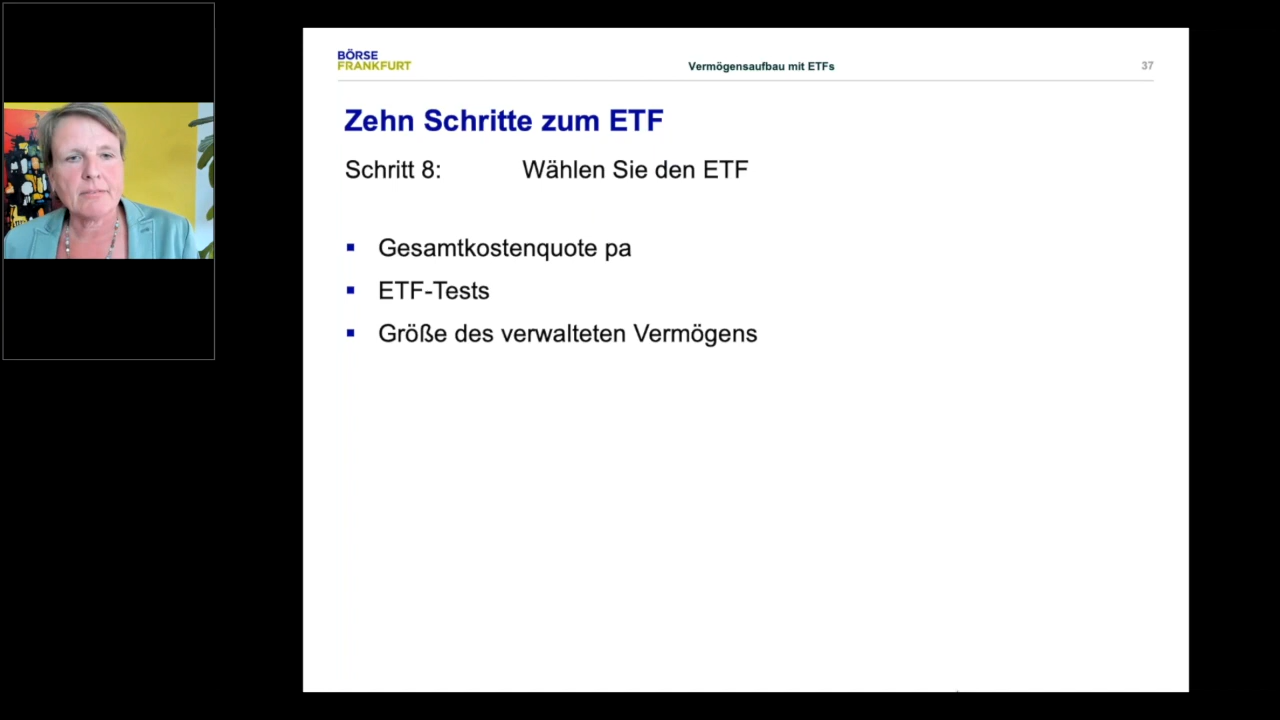 BÖRSE
FRANKFURT
Vermögensaufbau mit ETFs
37
Zehn Schritte zum ETF
Schritt 8: Wählen Sie den ETF
Gesamtkostenquote pa
ETF-Tests
Größe des verwalteten Vermögens